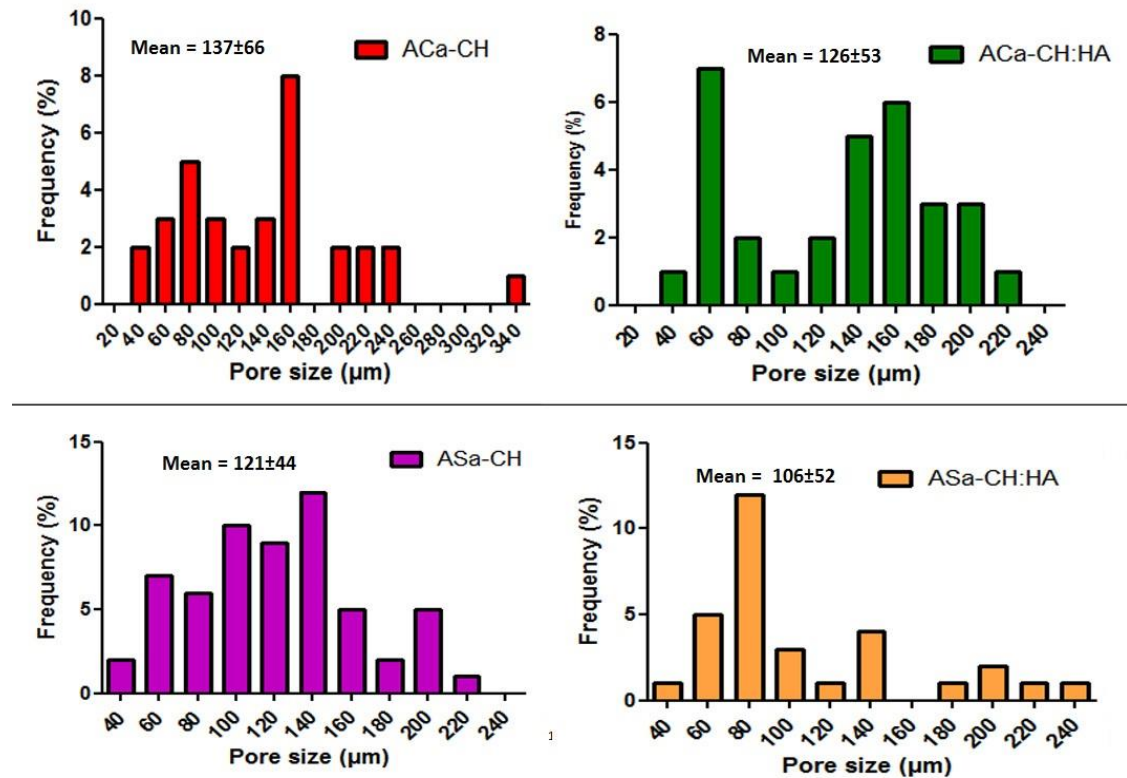 Mean = 137±66
ACa-CH
Frequency (%)
10
8
6
4
2
0
20 40 60 80 100 120 140 160 180 200 220 240 260 280 300 320 340
Pore size (µm)
Mean = 126±53
ACa-CH:HA
Frequency (%)
8
6
4
2
0
20 40 60 80 100 120 140 160 180 200 220 240
Pore size (µm)
Mean = 121±44
ASa-CH
Frequency (%)
15
10
5
0
40 60 80 100 120 140 160 180 200 220 240
Pore size (µm)
1
Mean = 106±52
ASa-CH:HA
Frequency (%)
15
10
5
0
40 60 80 100 120 140 160 180 200 220 240
Pore size (µm)